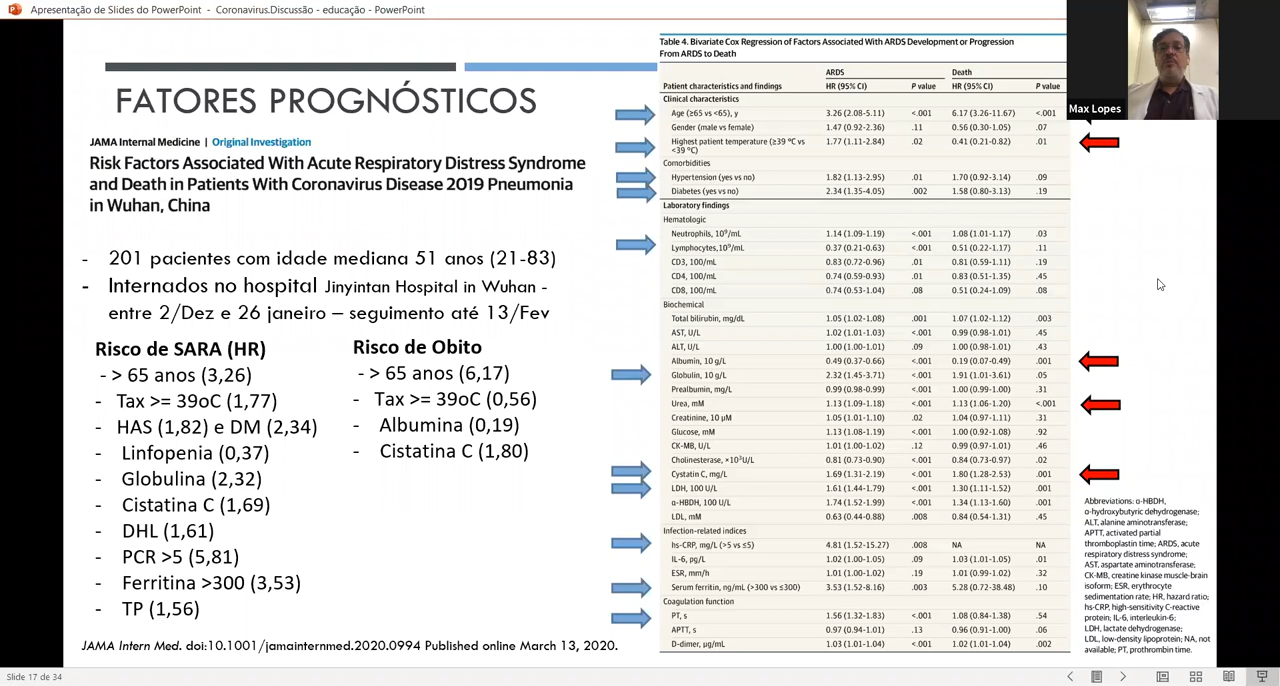 Apresentação de Slides do PowerPoint - Coronavirus.Discussão - educação - PowerPoint
FATORES PROGNÓSTICOS
JAMA Internal Medicine | Original Investigation
Risk Factors Associated With Acute Respiratory Distress Syndrome
and Death in Patients With Coronavirus Disease 2019 Pneumonia
in Wuhan, China
- 201 pacientes com idade mediana 51 anos (21-83)
- Internados no hospital Jinyintan Hospital in Wuhan -
entre 2/Dez e 26 janeiro – seguimento até 13/Fev
Risco de SARA (HR)
- > 65 anos (3,26)
- Tax >= 39oC (1,77)
- HAS (1,82) e DM (2,34)
- Linfopenia (0,37)
- Globulina (2,32)
- Cistatina C (1,69)
- DHL (1,61)
- PCR >5 (5,81)
- Ferritina >300 (3,53)
- TP (1,56)
Risco de Obito
- > 65 anos (6,17)
- Tax >= 39oC (0,56)
- Albumina (0,19)
- Cistatina C (1,80)
JAMA Intern Med. doi:10.1001/jamainternmed.2020.0994 Published online March 13, 2020.
Table 4. Bivariate Cox Regression of Factors Associated With ARDS Development or Progression
From ARDS to Death
ARDS Death
Patient characteristics and findings HR (95% CI) P value HR (95% CI) P value
Clinical characteristics
Age (≥65 vs <65), y 3.26 (2.08-5.11) <.001 6.17 (3.26-11.67) <.001
Gender (male vs female) 1.47 (0.92-2.36) .11 0.56 (0.30-1.05) .07
Highest patient temperature (≥39 °C vs
<39 °C) 1.77 (1.11-2.84) .02 0.41 (0.21-0.82) .01
Comorbidities
Hypertension (yes vs no) 1.82 (1.13-2.95) .01 1.70 (0.92-3.14) .09
Diabetes (yes vs no) 2.34 (1.35-4.05) .002 1.58 (0.80-3.13) .19
Laboratory findings
Hematologic
Neutrophils, 10⁹/mL 1.14 (1.09-1.19) <.001 1.08 (1.01-1.17) .03
Lymphocytes,10⁹/mL 0.37 (0.21-0.63) <.001 0.51 (0.22-1.17) .11
CD3, 100/mL 0.83 (0.72-0.96) .01 0.81 (0.59-1.11) .19
CD4, 100/mL 0.74 (0.59-0.93) .01 0.83 (0.51-1.35) .45
CD8, 100/mL 0.74 (0.53-1.04) .08 0.51 (0.24-1.09) .08
Biochemical
Total bilirubin, mg/dL 1.05 (1.02-1.08) .001 1.07 (1.02-1.12) .003
AST, U/L 1.02 (1.01-1.03) <.001 0.99 (0.98-1.01) .45
ALT, U/L 1.00 (1.00-1.01) .09 1.00 (0.98-1.01) .43
Albumin, 10 g/L 0.49 (0.37-0.66) <.001 0.19 (0.07-0.49) .001
Globulin, 10 g/L 2.32 (1.45-3.71) <.001 1.91 (1.01-3.61) .05
Prealbumin, mg/L 0.99 (0.98-0.99) <.001 1.00 (0.99-1.00) .31
Urea, mM 1.13 (1.09-1.18) <.001 1.13 (1.06-1.20) <.001
Creatinine, 10 μM 1.05 (1.01-1.10) .02 1.04 (0.97-1.11) .31
Glucose, mM 1.13 (1.08-1.19) <.001 1.00 (0.92-1.08) .92
CK-MB, U/L 1.01 (1.00-1.02) .12 0.99 (0.97-1.01) .46
Cholinesterase, ×10³U/L 0.81 (0.73-0.90) <.001 0.84 (0.73-0.97) .02
Cystatin C, mg/L 1.69 (1.31-2.19) <.001 1.80 (1.28-2.53) .001
LDH, 100 U/L 1.61 (1.44-1.79) <.001 1.30 (1.11-1.52) .001
α-HBDH, 100 U/L 1.74 (1.52-1.99) <.001 1.34 (1.13-1.60) .001
LDL, mM 0.63 (0.44-0.88) .008 0.84 (0.54-1.31) .45
Infection-related indices
hs-CRP, mg/L (>5 vs ≤5) 4.81 (1.52-15.27) .008 NA NA
IL-6, pg/L 1.02 (1.00-1.05) .09 1.03 (1.01-1.05) .01
ESR, mm/h 1.01 (1.00-1.02) .19 1.01 (0.99-1.02) .32
Serum ferritin, ng/mL (>300 vs ≤300) 3.53 (1.52-8.16) .003 5.28 (0.72-38.48) .10
Coagulation function
PT, s 1.56 (1.32-1.83) <.001 1.08 (0.84-1.38) .54
APTT, s 0.97 (0.94-1.01) .13 0.96 (0.91-1.00) .06
D-dimer, μg/mL 1.03 (1.01-1.04) <.001 1.02 (1.01-1.04) .002
Abbreviations: α-HBDH,
α-hydroxybutyric dehydrogenase;
ALT, alanine aminotransferase;
APTT, activated partial
thromboplastin time; ARDS, acute
respiratory distress syndrome;
AST, aspartate aminotransferase;
CK-MB, creatine kinase muscle-brain
isoform; ESR, erythrocyte
sedimentation rate; HR, hazard ratio;
hs-CRP, high-sensitivity C-reactive
protein; IL-6, interleukin-6;
LDH, lactate dehydrogenase;
LDL, low-density lipoprotein; NA, not
available; PT, prothrombin time.
Max Lopes
Slide 17 de 34